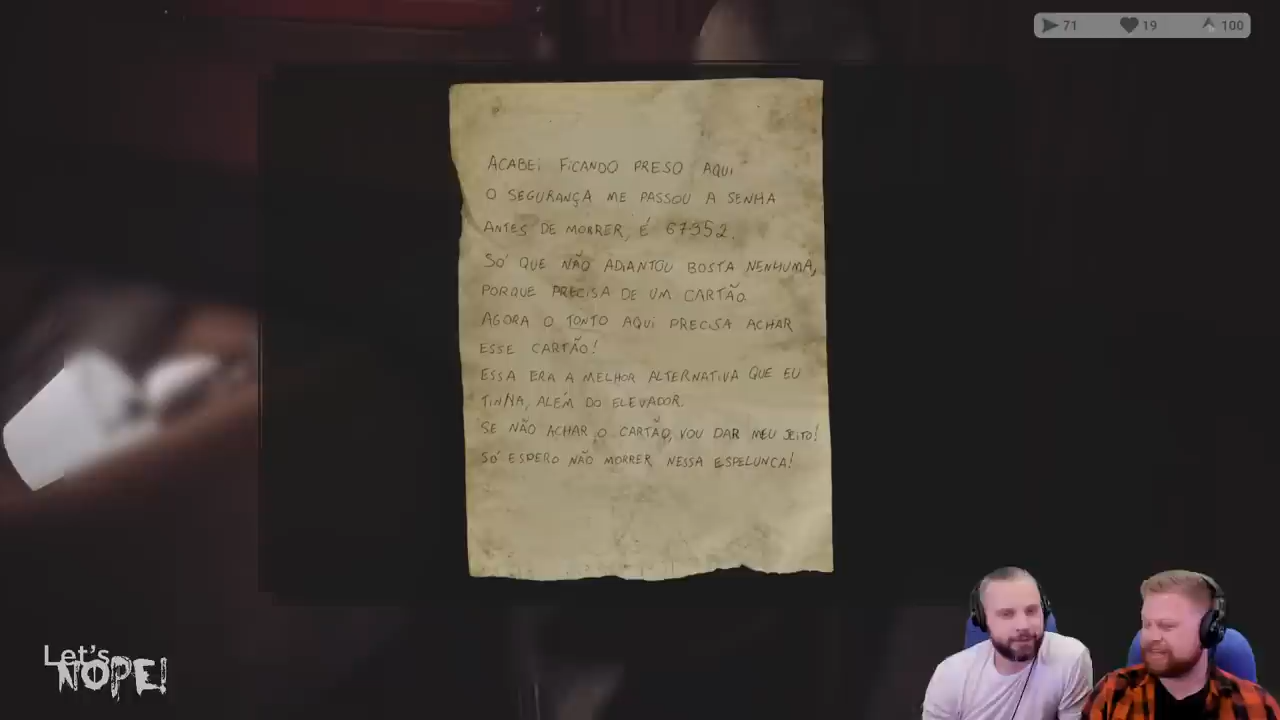 71 19 100
ACABEI FICANDO PRESO AQUI
O SEGURANÇA ME PASSOU A SENHA
ANTES DE MORRER, É 67352.
SÓ QUE NÃO ADIANTOU BOSTA NENHUMA,
PORQUE PRECISA DE UM CARTÃO
AGORA O TONTO AQUI PRECISA ACHAR
ESSE CARTÃO!
ESSA ERA A MELHOR ALTERNATIVA QUE EU
TINHA, ALÉM DO ELEVADOR.
SE NÃO ACHAR O CARTÃO, VOU DAR MEU JEITO!
SÓ ESPERO NÃO MORRER NESSA ESPELUNCA!
Let's
NOPE!